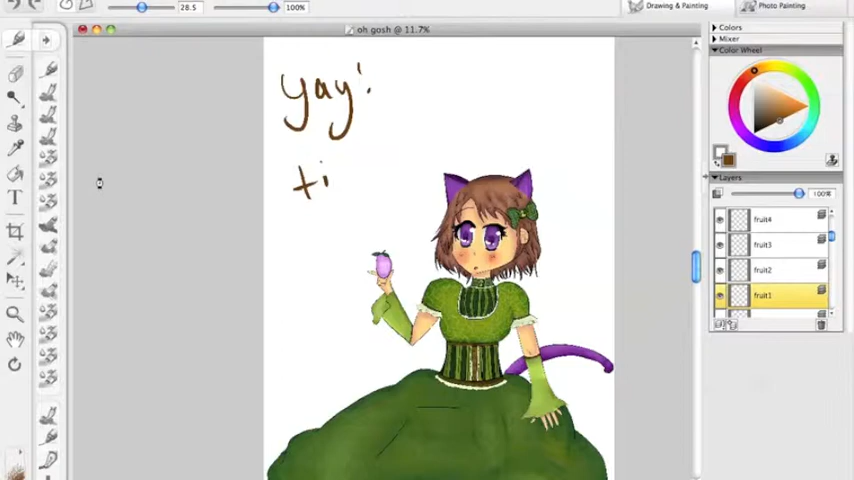 28.5
100%
Drawing & Painting
Photo Painting
oh gosh @ 11.7%
yay!
ti
Colors
Mixer
Color Wheel
Layers
100%
fruit4
fruit3
fruit2
fruit1
T